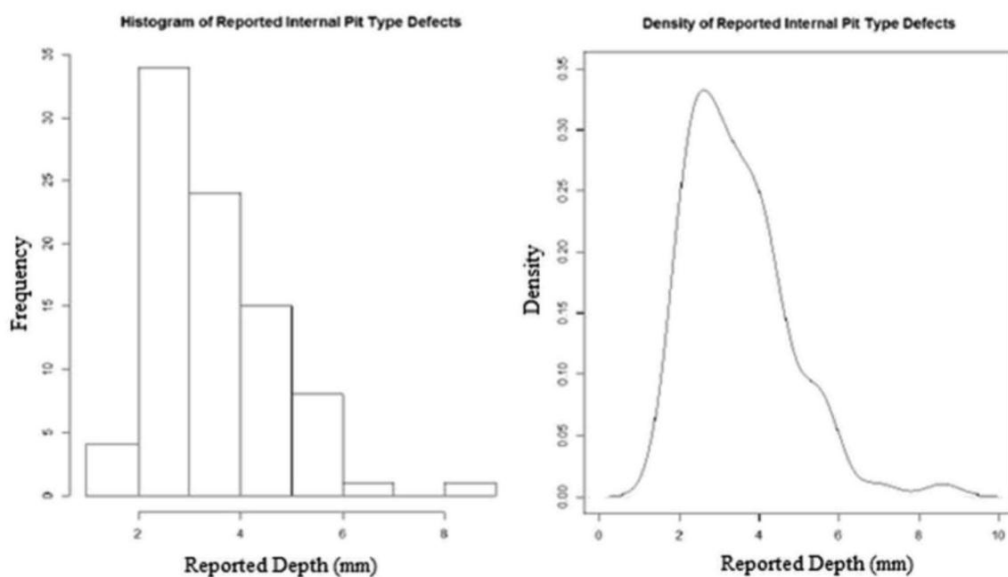 Histogram of Reported Internal Pit Type Defects
Frequency
35
30
25
20
15
10
5
0
2 4 6 8
Reported Depth (mm)
Density of Reported Internal Pit Type Defects
Density
0.35
0.30
0.25
0.20
0.15
0.10
0.05
0.00
0 2 4 6 8 10
Reported Depth (mm)